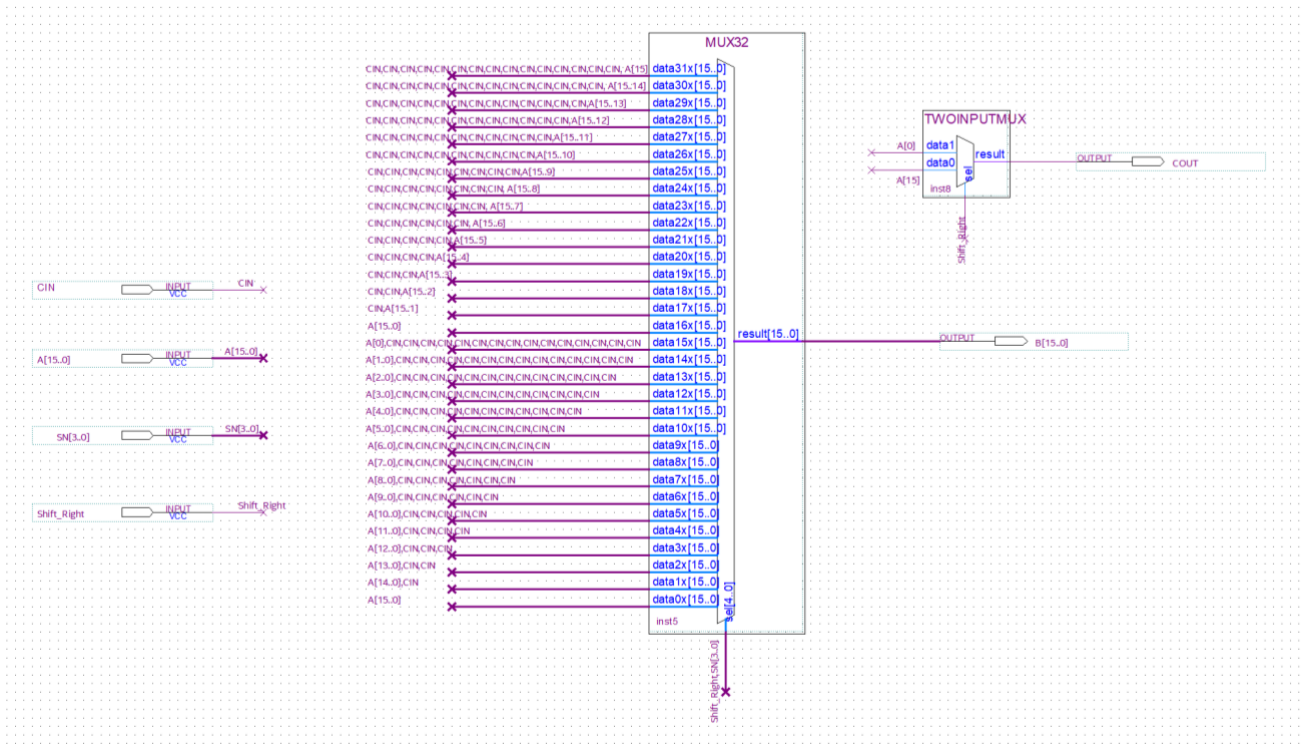 MUX32
CIN,CIN,CIN,CIN,CIN,CIN,CIN,CIN,CIN,CIN,CIN,CIN,CIN,CIN,CIN, A[15] data31x[15..0]
CIN,CIN,CIN,CIN,CIN,CIN,CIN,CIN,CIN,CIN,CIN,CIN,CIN,CIN, A[15..14] data30x[15..0]
CIN,CIN,CIN,CIN,CIN,CIN,CIN,CIN,CIN,CIN,CIN,CIN,CIN,A[15..13] data29x[15..0]
CIN,CIN,CIN,CIN,CIN,CIN,CIN,CIN,CIN,CIN,CIN,CIN,A[15..12] data28x[15..0]
CIN,CIN,CIN,CIN,CIN,CIN,CIN,CIN,CIN,CIN,CIN,A[15..11] data27x[15..0]
CIN,CIN,CIN,CIN,CIN,CIN,CIN,CIN,CIN,CIN,A[15..10] data26x[15..0]
CIN,CIN,CIN,CIN,CIN,CIN,CIN,CIN,CIN,A[15..9] data25x[15..0]
CIN,CIN,CIN,CIN,CIN,CIN,CIN,CIN, A[15..8] data24x[15..0]
CIN,CIN,CIN,CIN,CIN,CIN,CIN, A[15..7] data23x[15..0]
CIN,CIN,CIN,CIN,CIN,CIN, A[15..6] data22x[15..0]
CIN,CIN,CIN,CIN,CIN,A[15..5] data21x[15..0]
CIN,CIN,CIN,CIN,A[15..4] data20x[15..0]
CIN,CIN,CIN,A[15..3] data19x[15..0]
CIN,CIN,A[15..2] data18x[15..0]
CIN,A[15..1] data17x[15..0]
A[15..0] data16x[15..0]
A[0],CIN,CIN,CIN,CIN,CIN,CIN,CIN,CIN,CIN,CIN,CIN,CIN,CIN,CIN,CIN data15x[15..0]
A[1..0],CIN,CIN,CIN,CIN,CIN,CIN,CIN,CIN,CIN,CIN,CIN,CIN,CIN,CIN data14x[15..0]
A[2..0],CIN,CIN,CIN,CIN,CIN,CIN,CIN,CIN,CIN,CIN,CIN,CIN,CIN data13x[15..0]
A[3..0],CIN,CIN,CIN,CIN,CIN,CIN,CIN,CIN,CIN,CIN,CIN,CIN data12x[15..0]
A[4..0],CIN,CIN,CIN,CIN,CIN,CIN,CIN,CIN,CIN,CIN,CIN data11x[15..0]
A[5..0],CIN,CIN,CIN,CIN,CIN,CIN,CIN,CIN,CIN,CIN data10x[15..0]
A[6..0],CIN,CIN,CIN,CIN,CIN,CIN,CIN,CIN,CIN data9x[15..0]
A[7..0],CIN,CIN,CIN,CIN,CIN,CIN,CIN,CIN data8x[15..0]
A[8..0],CIN,CIN,CIN,CIN,CIN,CIN,CIN data7x[15..0]
A[9..0],CIN,CIN,CIN,CIN,CIN,CIN data6x[15..0]
A[10..0],CIN,CIN,CIN,CIN,CIN data5x[15..0]
A[11..0],CIN,CIN,CIN,CIN data4x[15..0]
A[12..0],CIN,CIN,CIN data3x[15..0]
A[13..0],CIN,CIN data2x[15..0]
A[14..0],CIN data1x[15..0]
A[15..0] data0x[15..0]
sel[4..0]
inst5
Shift_Right,SN[3..0]
result[15..0]
OUTPUT
B[15..0]
CIN INPUT VCC CIN
A[15..0] INPUT VCC A[15..0]
SN[3..0] INPUT VCC SN[3..0]
Shift_Right INPUT VCC Shift_Right
TWOINPUTMUX
A[0] data1
result
A[15] data0
sel
inst8
Shift_Right
OUTPUT
COUT